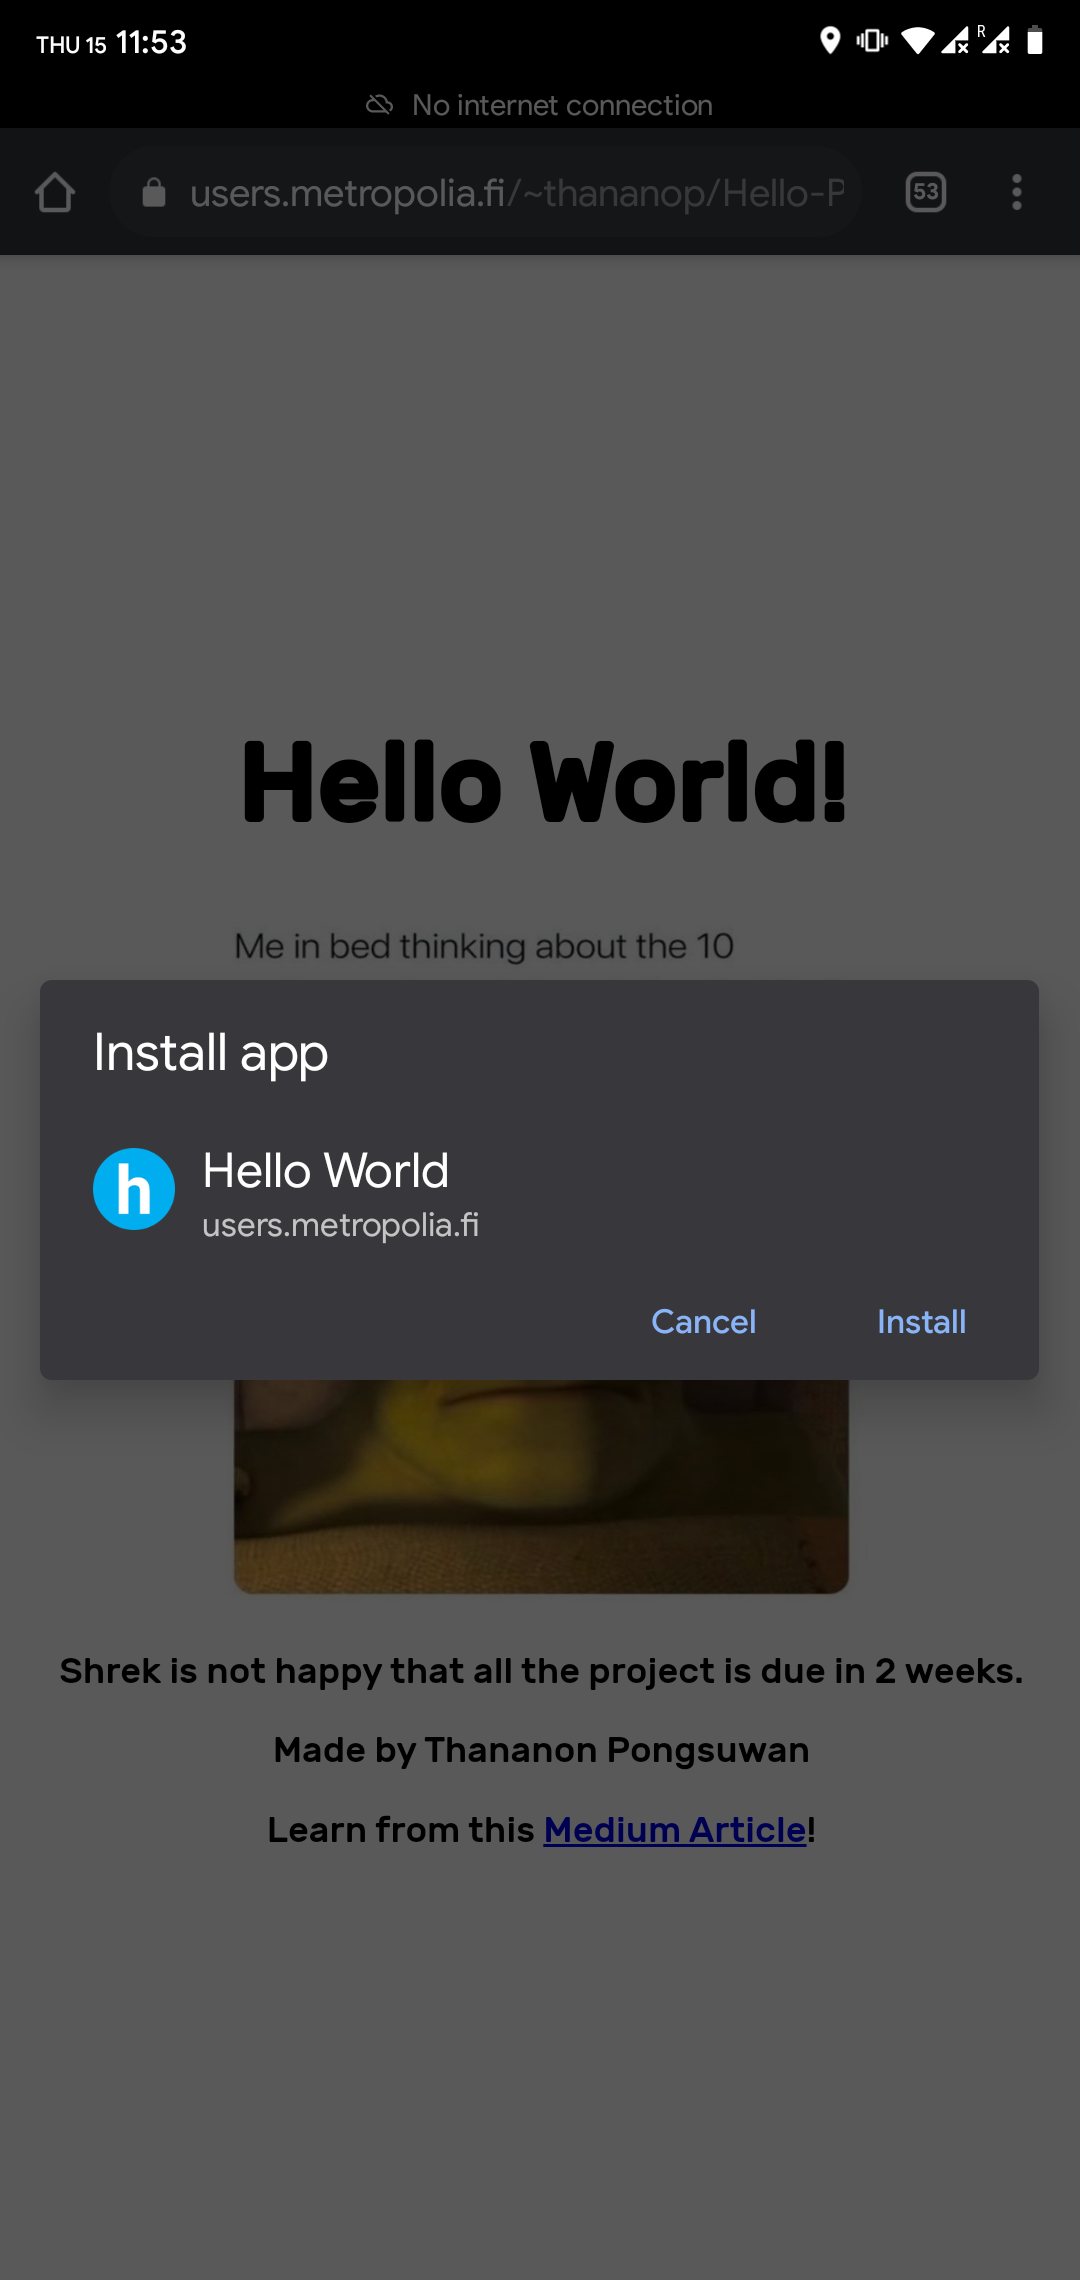 THU 15 11:53
R
No internet connection
users.metropolia.fi/~thananop/Hello-P
53
Hello World!
Me in bed thinking about the 10
Install app
h
Hello World
users.metropolia.fi
Cancel
Install
Shrek is not happy that all the project is due in 2 weeks.
Made by Thananon Pongsuwan
Learn from this Medium Article!